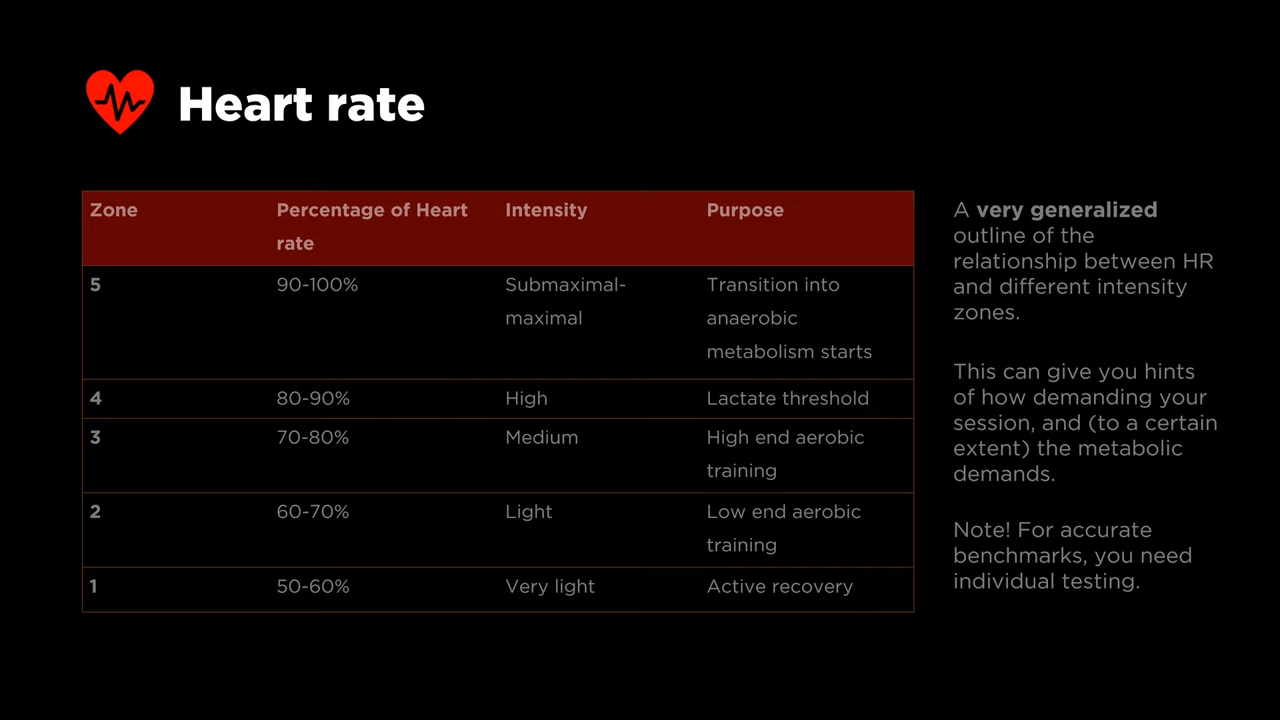 Heart rate
Zone
Percentage of Heart
rate
Intensity
Purpose
5
90-100%
Submaximal-
maximal
Transition into
anaerobic
metabolism starts
4
80-90%
High
Lactate threshold
3
70-80%
Medium
High end aerobic
training
2
60-70%
Light
Low end aerobic
training
1
50-60%
Very light
Active recovery
A very generalized
outline of the
relationship between HR
and different intensity
zones.
This can give you hints
of how demanding your
session, and (to a certain
extent) the metabolic
demands.
Note! For accurate
benchmarks, you need
individual testing.